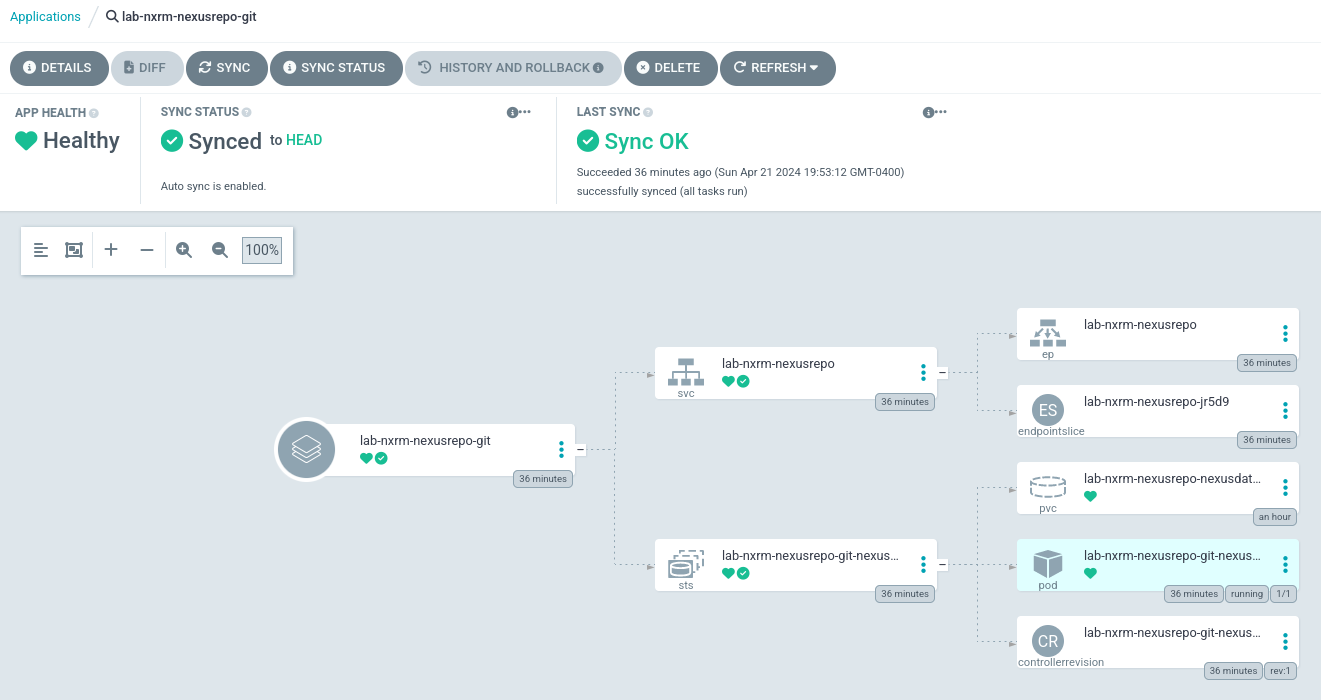 Applications / lab-nxrm-nexusrepo-git
DETAILS DIFF SYNC SYNC STATUS HISTORY AND ROLLBACK DELETE REFRESH
APP HEALTH
Healthy
SYNC STATUS
Synced to HEAD
Auto sync is enabled.
LAST SYNC
Sync OK
Succeeded 36 minutes ago (Sun Apr 21 2024 19:53:12 GMT-0400)
successfully synced (all tasks run)
100%
lab-nxrm-nexusrepo-git
36 minutes
lab-nxrm-nexusrepo
svc
36 minutes
lab-nxrm-nexusrepo-git-nexus...
sts
36 minutes
lab-nxrm-nexusrepo
ep
36 minutes
ES
lab-nxrm-nexusrepo-jr5d9
endpointslice
36 minutes
lab-nxrm-nexusrepo-nexusdat...
pvc
an hour
lab-nxrm-nexusrepo-git-nexus...
pod
36 minutes running 1/1
CR
lab-nxrm-nexusrepo-git-nexus...
controllerrevision
36 minutes rev:1